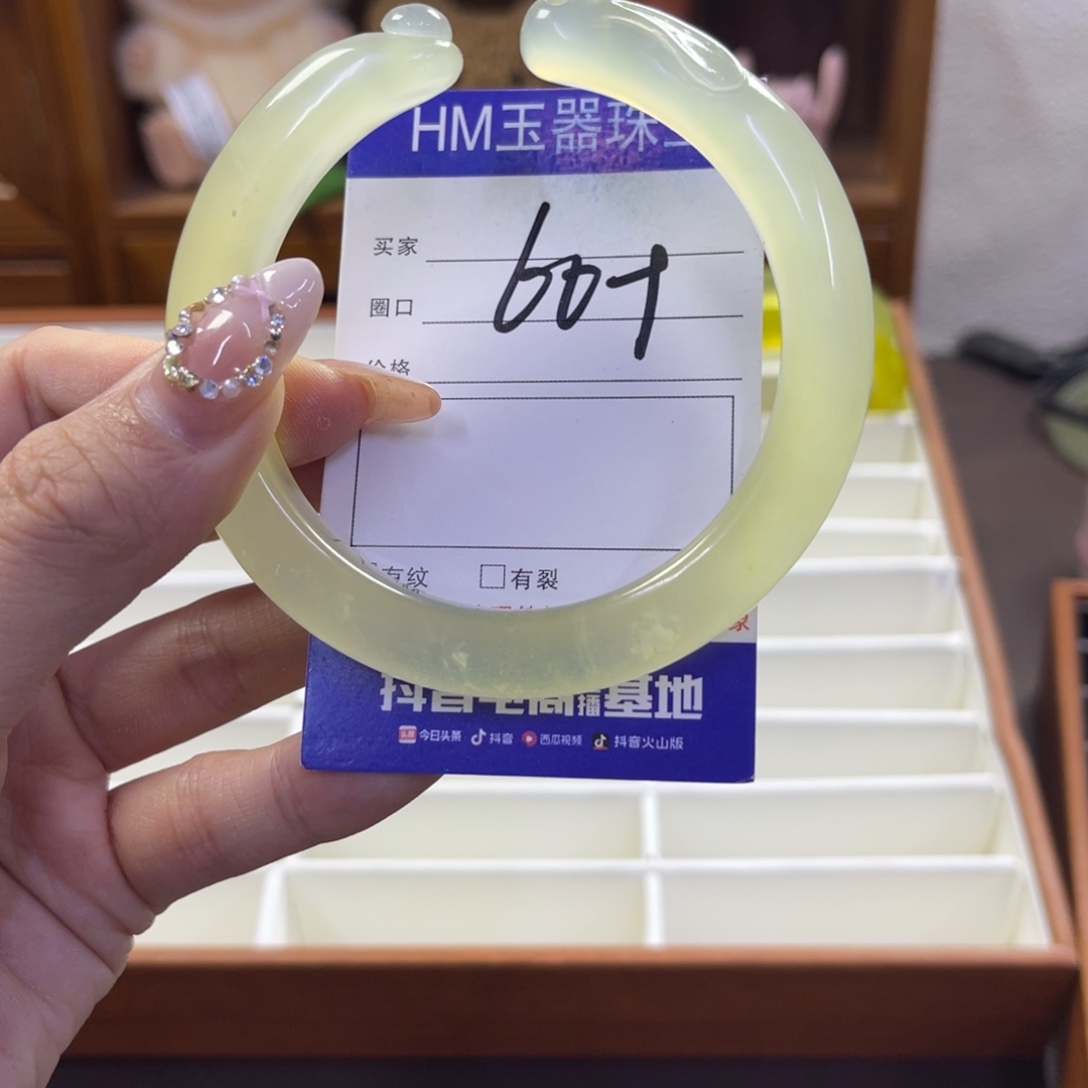 HM玉器珠
买家
圈口
价格
有纹 □有裂
家
抖音电商直播基地
今日头条 抖音 西瓜视频 抖音火山版